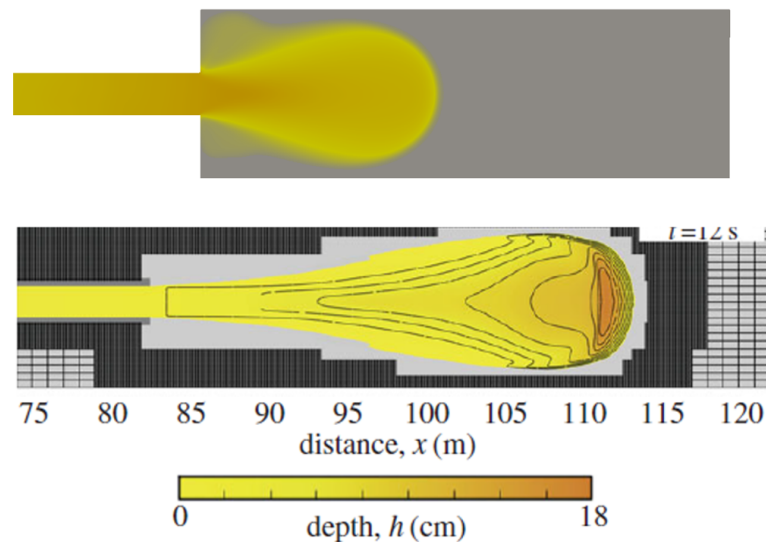 t=12 s
75 80 85 90 95 100 105 110 115 120
distance, x (m)
0 18
depth, h (cm)